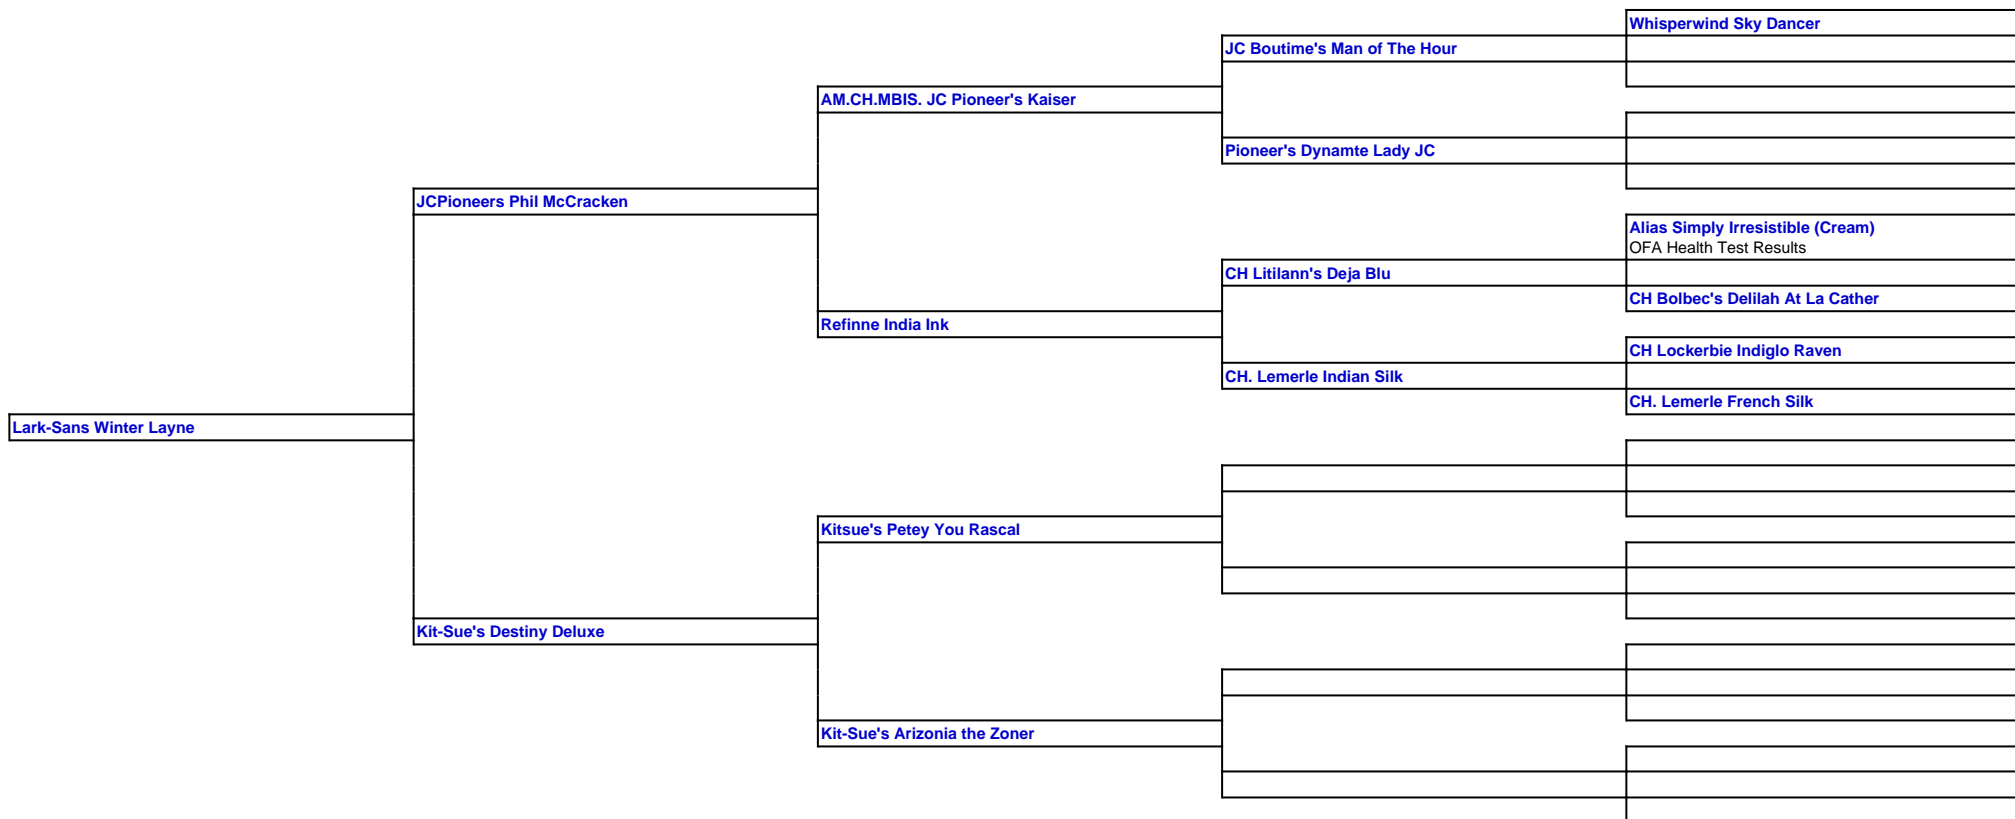 Whisperwind Sky Dancer
JC Boutime's Man of The Hour
AM.CH.MBIS. JC Pioneer's Kaiser
Pioneer's Dynamte Lady JC
JCPioneers Phil McCracken
Alias Simply Irresistible (Cream)
OFA Health Test Results
CH Litilann's Deja Blu
CH Bolbec's Delilah At La Cather
Refinne India Ink
CH Lockerbie Indiglo Raven
CH. Lemerle Indian Silk
CH. Lemerle French Silk
Lark-Sans Winter Layne
Kitsue's Petey You Rascal
Kit-Sue's Destiny Deluxe
Kit-Sue's Arizonia the Zoner